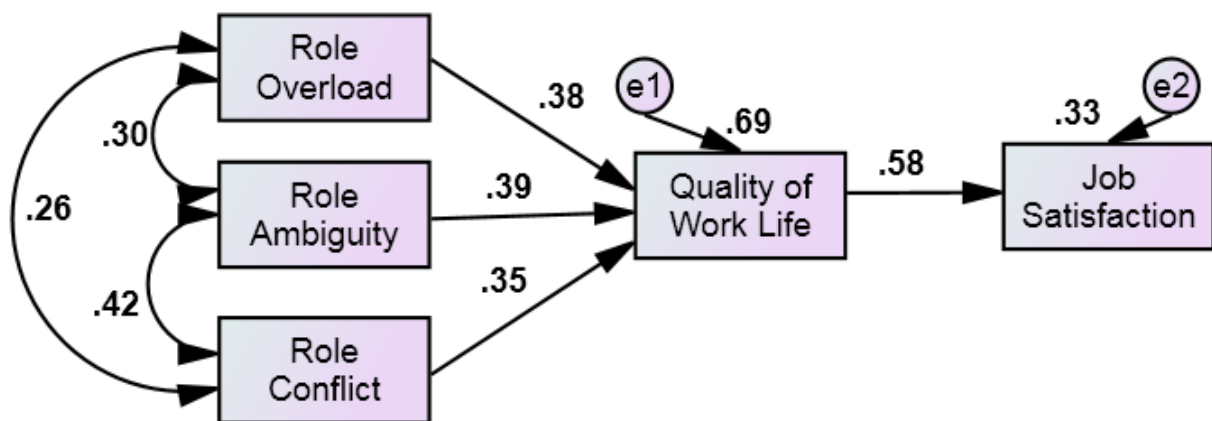 Role
Overload
.38
e1
.69
.33
e2
.30
.26
Role
Ambiguity
.39
Quality of
Work Life
.58
Job
Satisfaction
.42
.35
Role
Conflict